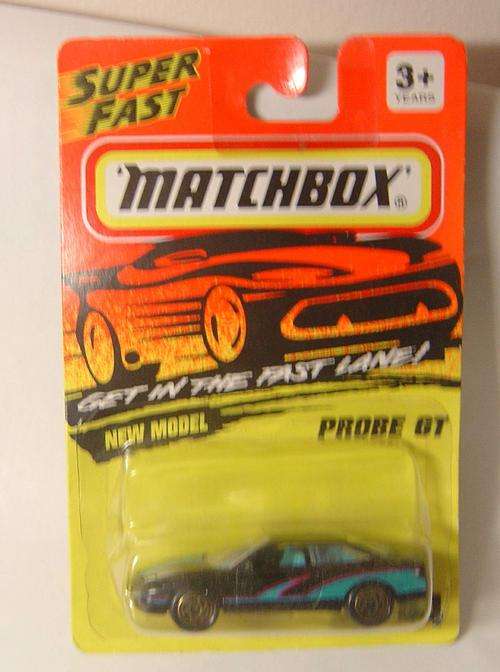 SUPER
FAST
3+
YEARS
'MATCHBOX'®
GET IN THE FAST LANE!
NEW MODEL
PROBE GT